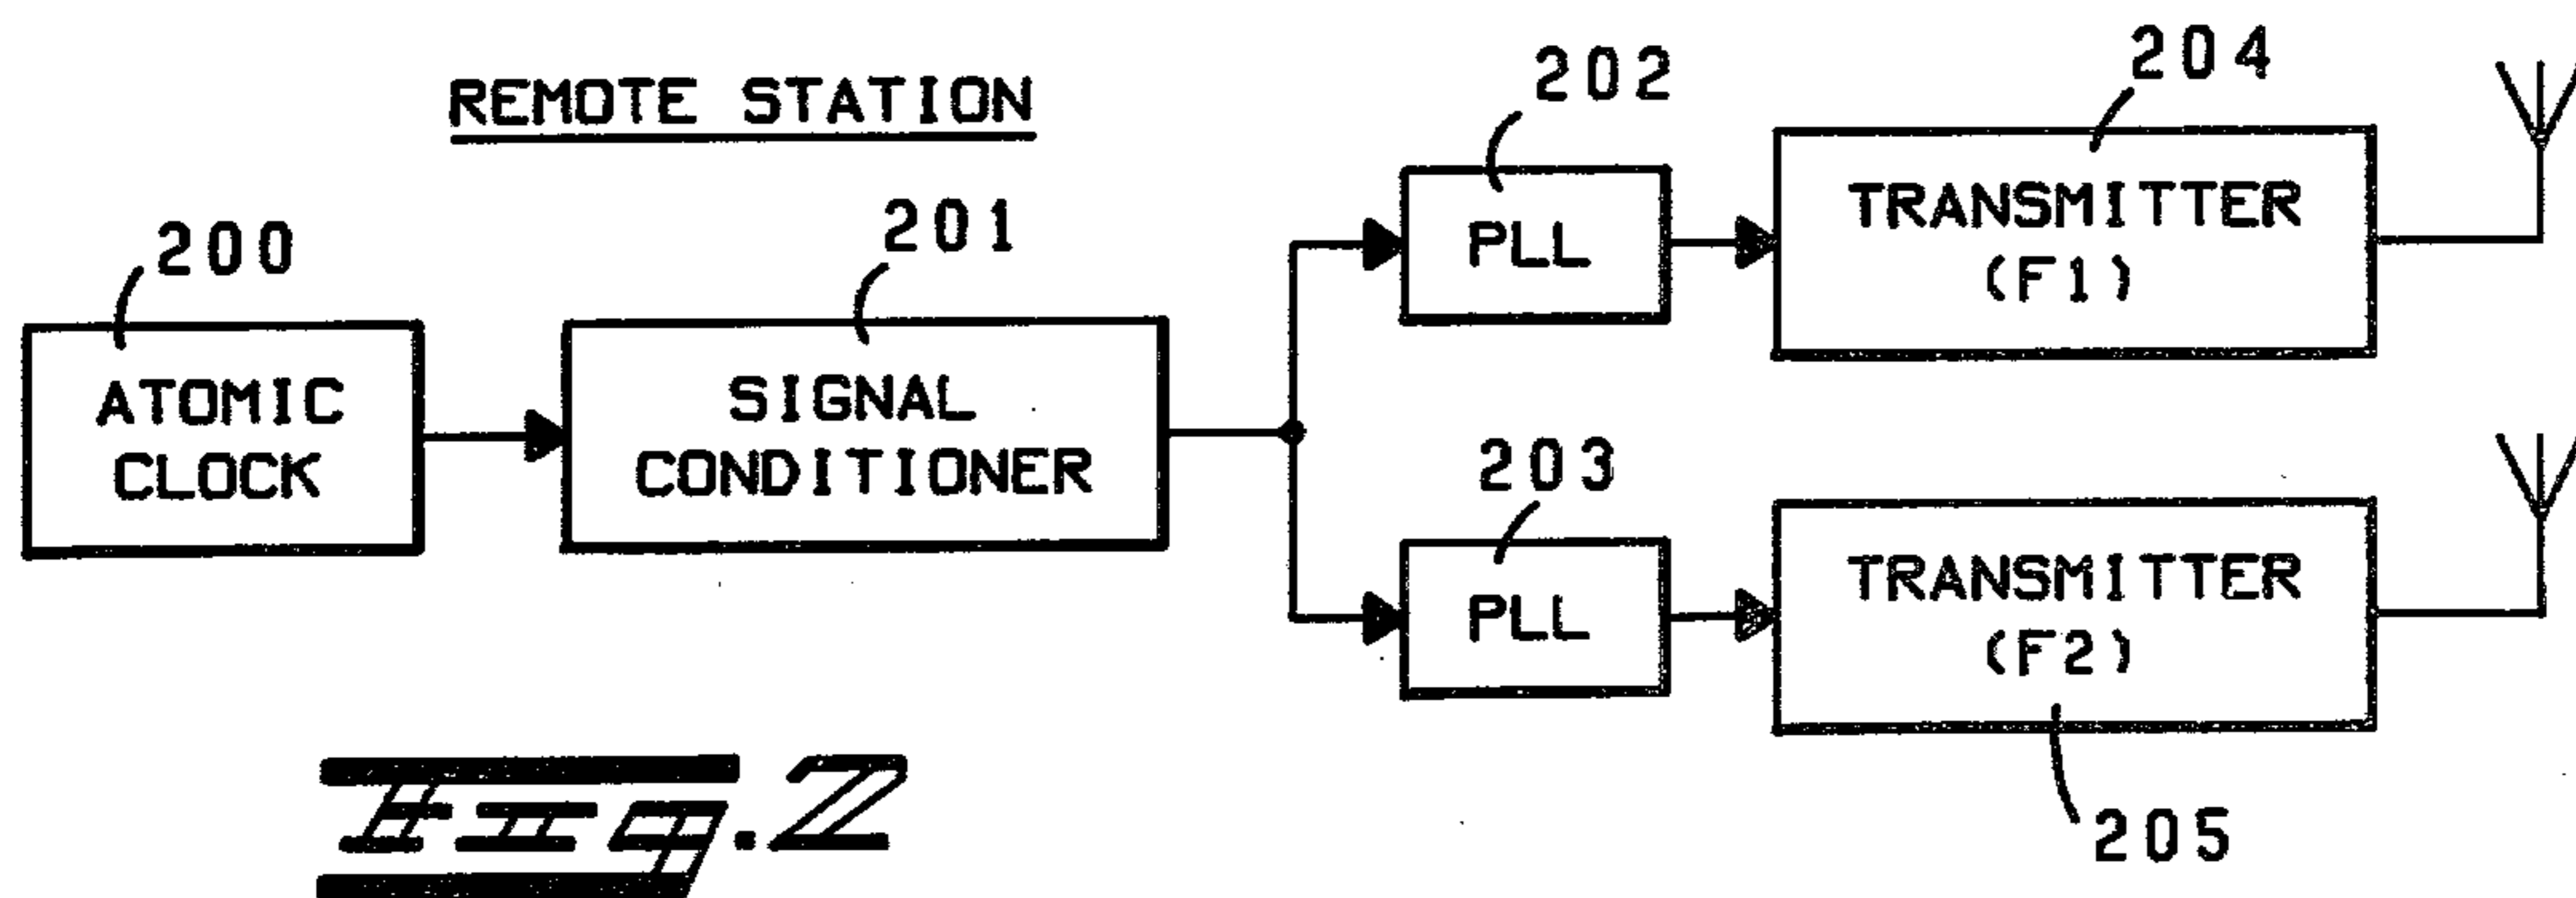 REMOTE STATION
200
ATOMIC
CLOCK
201
SIGNAL
CONDITIONER
202
PLL
204
TRANSMITTER
(F1)
203
PLL
TRANSMITTER
(F2)
205
Fig.2